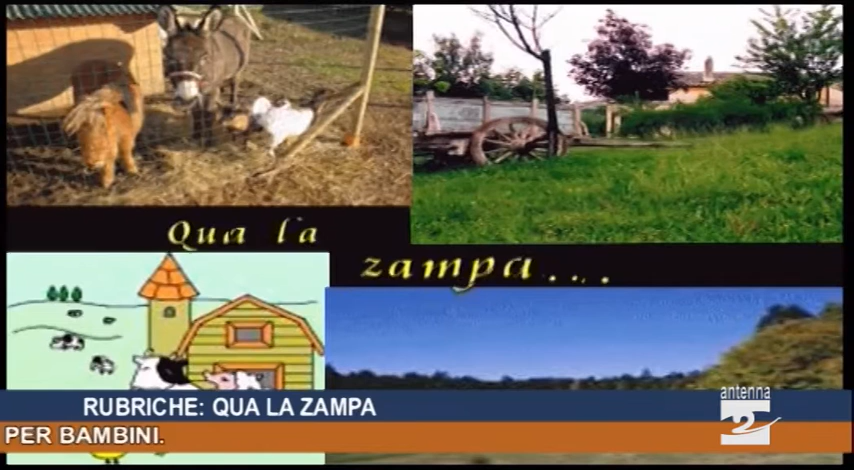 Qua la
zampa....
RUBRICHE: QUA LA ZAMPA
antenna
2
PER BAMBINI.